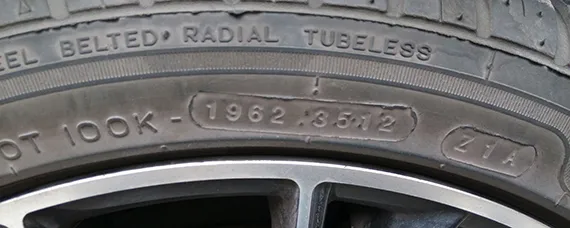 EEL BELTED RADIAL TUBELESS
OT 100K - 1962 3512 Z1A